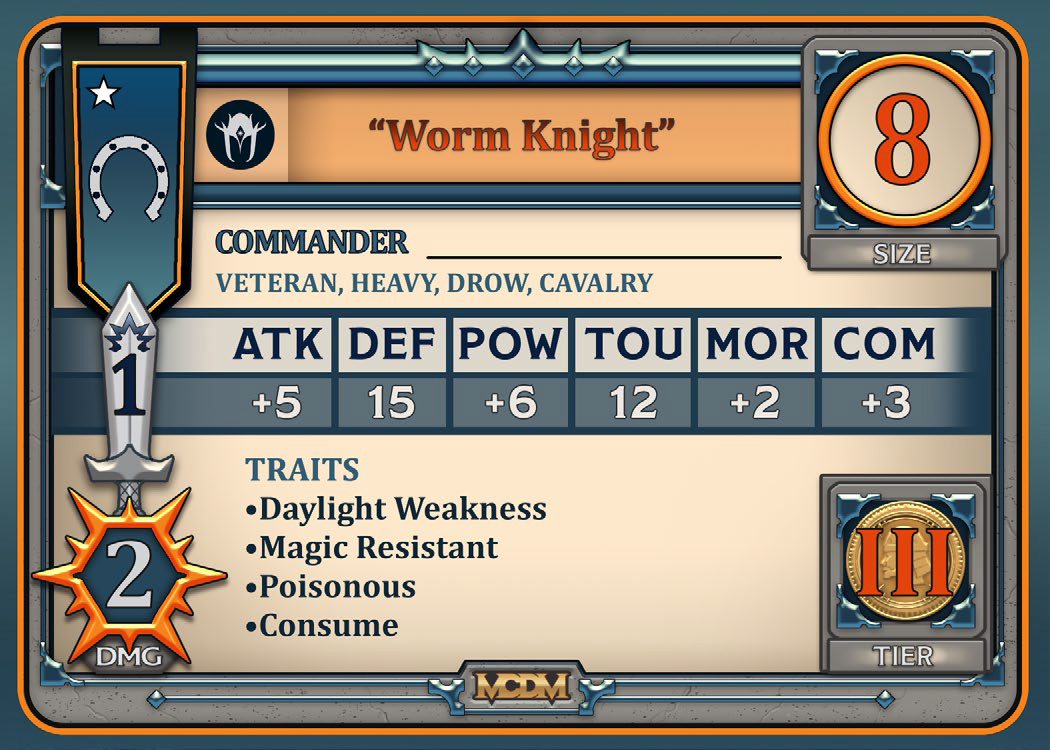 “Worm Knight”
8
SIZE
COMMANDER
VETERAN, HEAVY, DROW, CAVALRY
ATK DEF POW TOU MOR COM
1
+5 15 +6 12 +2 +3
TRAITS
•Daylight Weakness
•Magic Resistant
•Poisonous
•Consume
2
DMG
III
TIER
MCDM